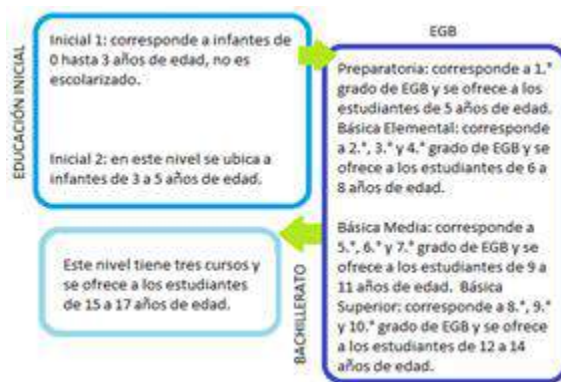 EDUCACIÓN INICIAL
Inicial 1: corresponde a infantes de
0 hasta 3 años de edad, no es
escolarizado.
Inicial 2: en este nivel se ubica a
infantes de 3 a 5 años de edad.
EGB
Preparatoria: corresponde a 1.°
grado de EGB y se ofrece a los
estudiantes de 5 años de edad.
Básica Elemental: corresponde
a 2.°, 3.° y 4.° grado de EGB y se
ofrece a los estudiantes de 6 a
8 años de edad.
Básica Media: corresponde a
5.°, 6.° y 7.° grado de EGB y se
ofrece a los estudiantes de 9 a
11 años de edad. Básica
Superior: corresponde a 8.°, 9.°
y 10.° grado de EGB y se ofrece
a los estudiantes de 12 a 14
años de edad.
BACHILLERATO
Este nivel tiene tres cursos y
se ofrece a los estudiantes
de 15 a 17 años de edad.